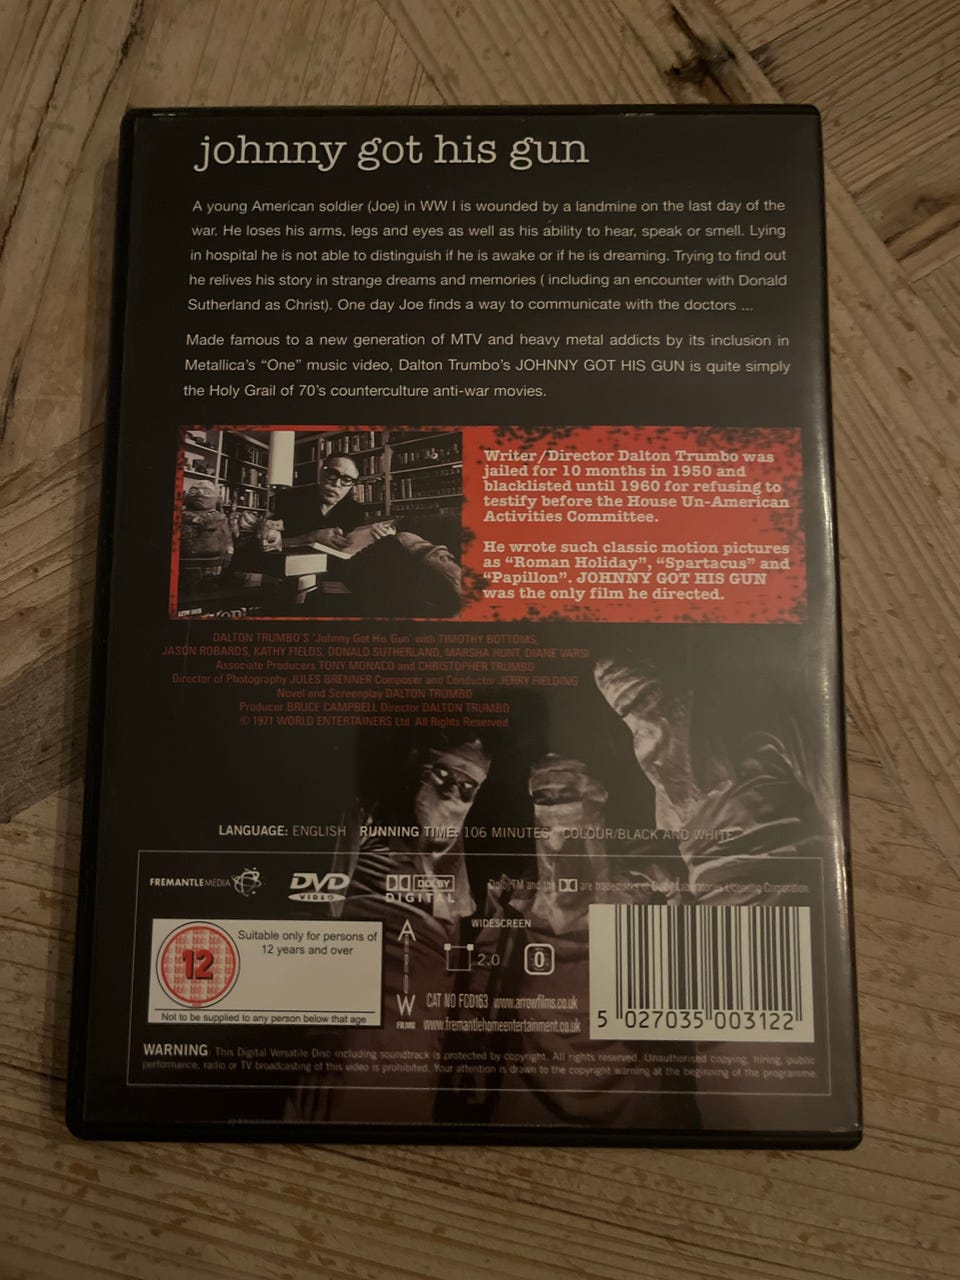 johnny got his gun
A young American soldier (Joe) in WW I is wounded by a landmine on the last day of the
war. He loses his arms, legs and eyes as well as his ability to hear, speak or smell. Lying
in hospital he is not able to distinguish if he is awake or if he is dreaming. Trying to find out
he relives his story in strange dreams and memories ( including an encounter with Donald
Sutherland as Christ). One day Joe finds a way to communicate with the doctors ...
Made famous to a new generation of MTV and heavy metal addicts by its inclusion in
Metallica's “One” music video, Dalton Trumbo's JOHNNY GOT HIS GUN is quite simply
the Holy Grail of 70's counterculture anti-war movies.
Writer/Director Dalton Trumbo was
jailed for 10 months in 1950 and
blacklisted until 1960 for refusing to
testify before the House Un-American
Activities Committee.
He wrote such classic motion pictures
as “Roman Holiday”, “Spartacus” and
“Papillon”. JOHNNY GOT HIS GUN
was the only film he directed.
DALTON TRUMBO'S 'Johnny Got His Gun' with TIMOTHY BOTTOMS,
JASON ROBARDS, KATHY FIELDS, DONALD SUTHERLAND, MARSHA HUNT, DIANE VARSI
Associate Producers TONY MONACO and CHRISTOPHER TRUMBO
Director of Photography JULES BRENNER Composer and Conductor JERRY FIELDING
Novel and Screenplay DALTON TRUMBO
Producer BRUCE CAMPBELL Director DALTON TRUMBO
© 1971 WORLD ENTERTAINERS Ltd. All Rights Reserved
LANGUAGE: ENGLISH RUNNING TIME: 106 MINUTES COLOUR/BLACK AND WHITE
FREMANTLEMEDIA DVD VIDEO DOLBY DIGITAL Dolby TM and the are trademarks of Dolby Laboratories Licensing Corporation.
12
Suitable only for persons of
12 years and over
Not to be supplied to any person below that age
ARROW FILMS
WIDESCREEN
2.0 0
CAT NO FCD163 www.arrowfilms.co.uk
www.fremantlehomeentertainment.co.uk
5 027035 003122
WARNING This Digital Versatile Disc including soundtrack is protected by copyright. All rights reserved. Unauthorised copying, hiring, public
performance, radio or TV broadcasting of this video is prohibited. Your attention is drawn to the copyright warning at the beginning of the programme.